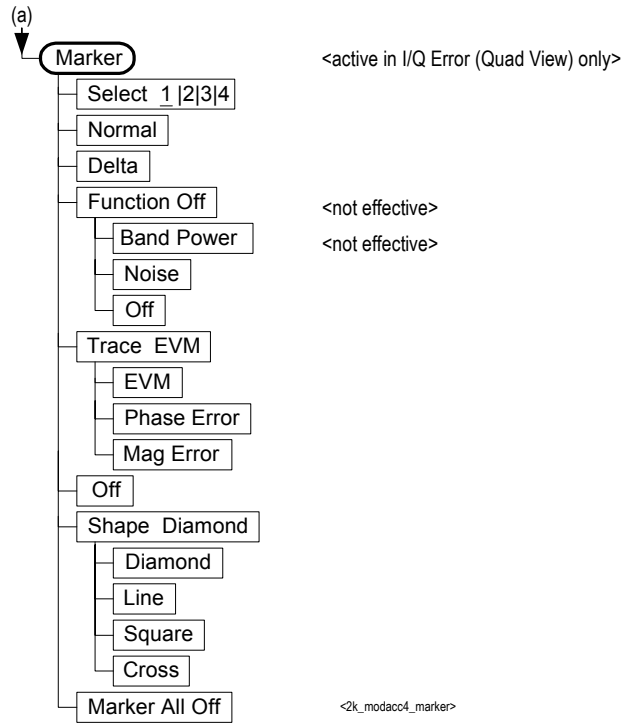 (a)
Marker <active in I/Q Error (Quad View) only>
Select 1 |2|3|4
Normal
Delta
Function Off <not effective>
Band Power <not effective>
Noise
Off
Trace EVM
EVM
Phase Error
Mag Error
Off
Shape Diamond
Diamond
Line
Square
Cross
Marker All Off <2k_modacc4_marker>